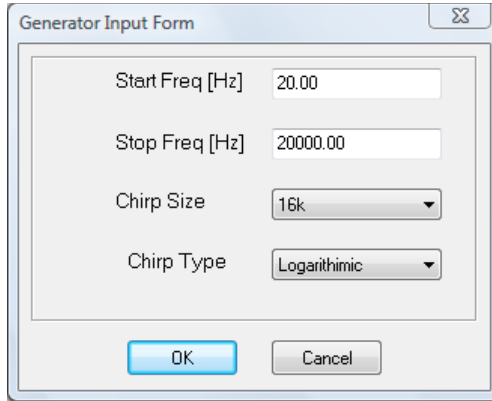 Generator Input Form
Start Freq [Hz] 20.00
Stop Freq [Hz] 20000.00
Chirp Size 16k
Chirp Type Logarithimic
OK Cancel